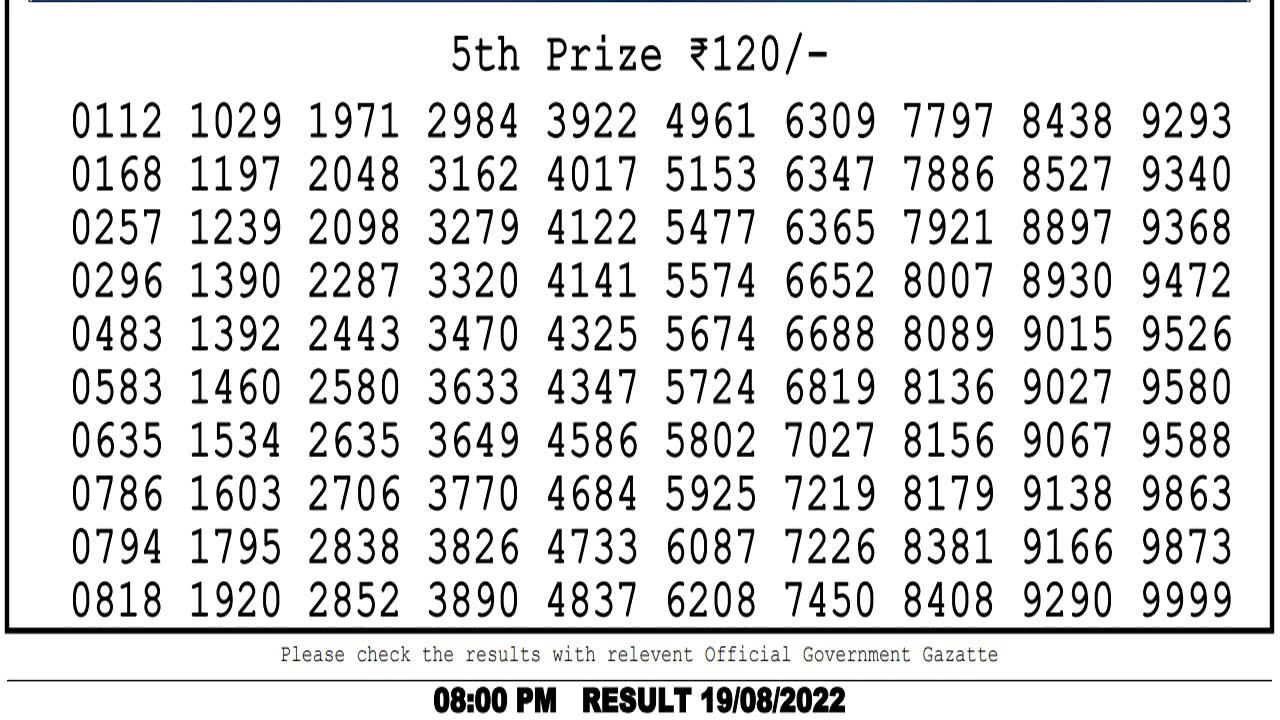 5th Prize ₹120/-
0112 1029 1971 2984 3922 4961 6309 7797 8438 9293
0168 1197 2048 3162 4017 5153 6347 7886 8527 9340
0257 1239 2098 3279 4122 5477 6365 7921 8897 9368
0296 1390 2287 3320 4141 5574 6652 8007 8930 9472
0483 1392 2443 3470 4325 5674 6688 8089 9015 9526
0583 1460 2580 3633 4347 5724 6819 8136 9027 9580
0635 1534 2635 3649 4586 5802 7027 8156 9067 9588
0786 1603 2706 3770 4684 5925 7219 8179 9138 9863
0794 1795 2838 3826 4733 6087 7226 8381 9166 9873
0818 1920 2852 3890 4837 6208 7450 8408 9290 9999
Please check the results with relevent Official Government Gazatte
08:00 PM RESULT 19/08/2022